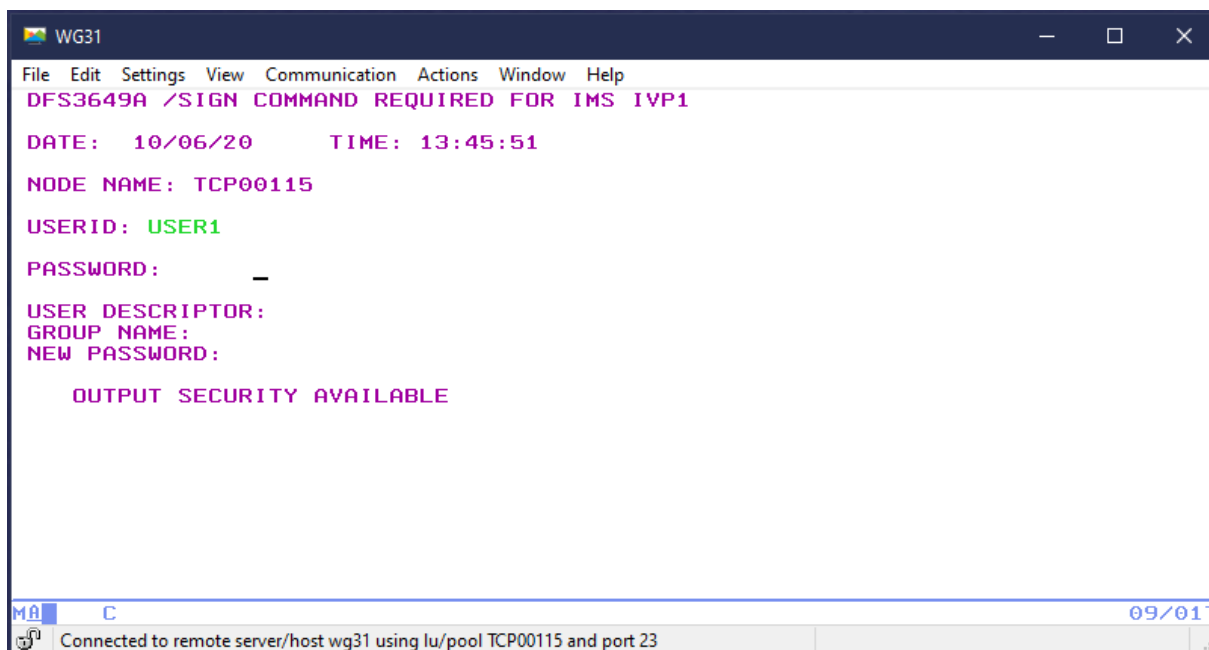 WG31
File Edit Settings View Communication Actions Window Help
DFS3649A /SIGN COMMAND REQUIRED FOR IMS IVP1
DATE: 10/06/20 TIME: 13:45:51
NODE NAME: TCP00115
USERID: USER1
PASSWORD:
USER DESCRIPTOR:
GROUP NAME:
NEW PASSWORD:
OUTPUT SECURITY AVAILABLE
MA C 09/01
Connected to remote server/host wg31 using lu/pool TCP00115 and port 23